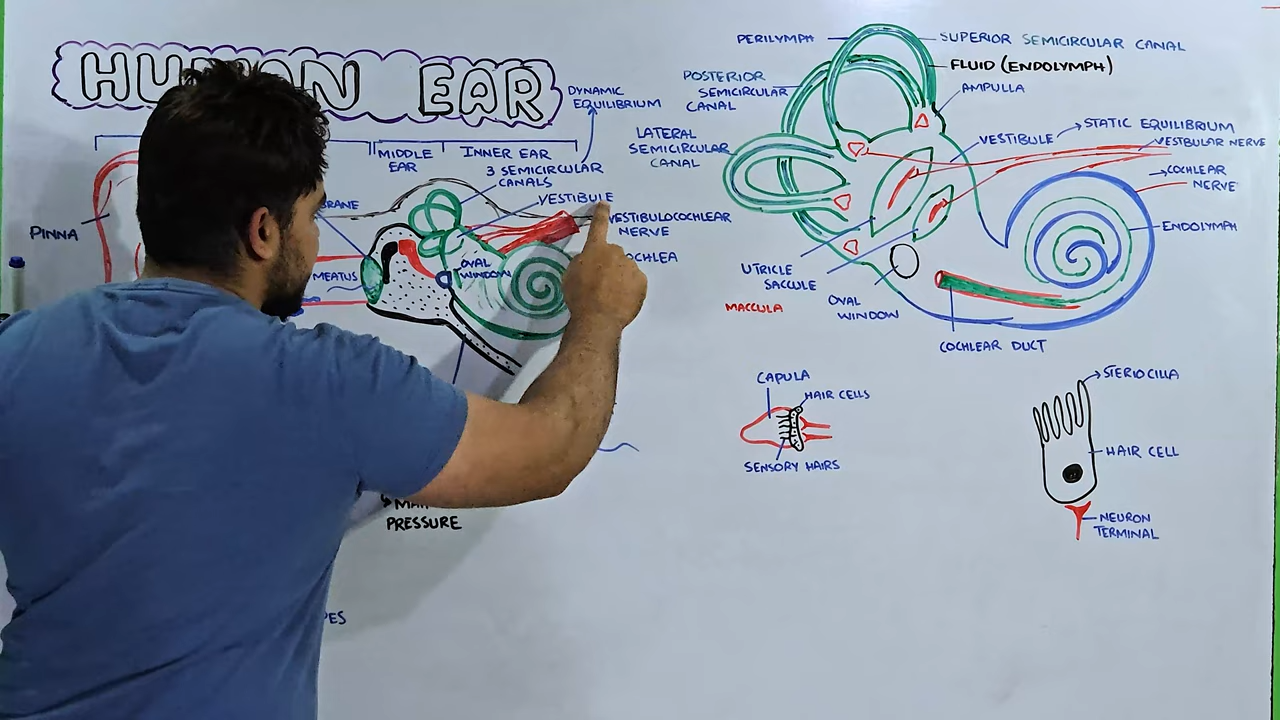 HUMAN EAR
DYNAMIC
EQUILIBRIUM
MIDDLE
EAR
INNER EAR
3 SEMICIRCULAR
CANALS
VESTIBULE
VESTIBULOCOCHLEAR
NERVE
PINNA
MEATUS
OVAL
WINDOW
PRESSURE
PERILYMPH
SUPERIOR SEMICIRCULAR CANAL
FLUID (ENDOLYMPH)
AMPULLA
POSTERIOR
SEMICIRCULAR
CANAL
LATERAL
SEMICIRCULAR
CANAL
VESTIBULE
STATIC EQUILIBRIUM
VESTBULAR NERVE
COCHLEAR
NERVE
ENDOLYMPH
UTRICLE
SACCULE
MACCULA
OVAL
WINDOW
COCHLEAR DUCT
CAPULA
HAIR CELLS
SENSORY HAIRS
STERIOCILLA
HAIR CELL
NEURON
TERMINAL